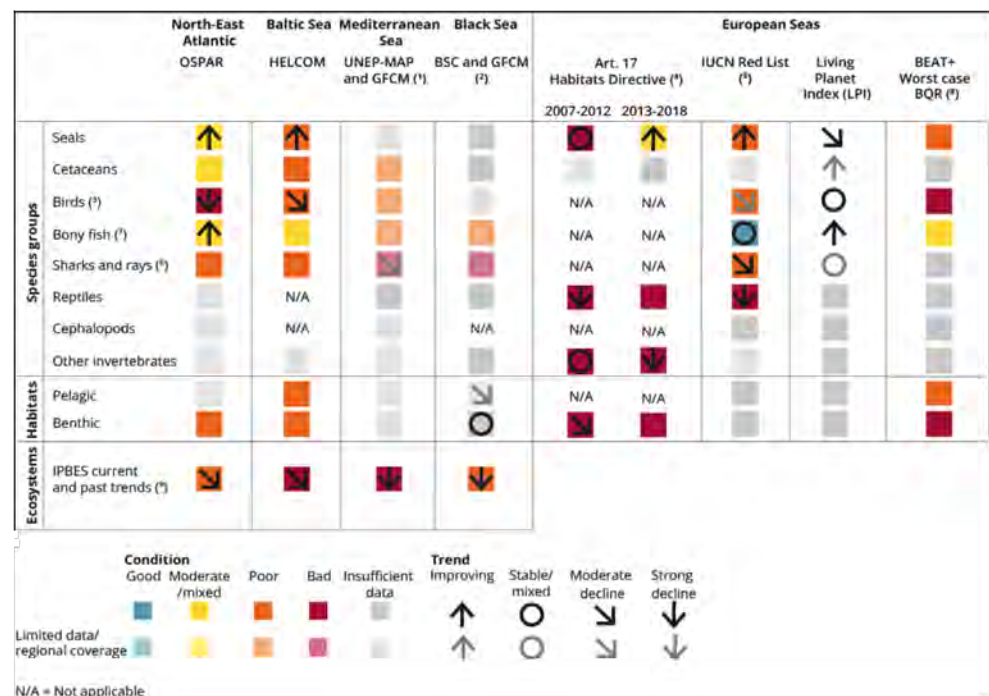 North-East Baltic Sea Mediterranean Black Sea European Seas
Atlantic Sea
OSPAR HELCOM UNEP-MAP BSC and GFCM Art. 17 IUCN Red List Living BEAT+
and GFCM (¹) (²) Habitats Directive (⁴) (⁵) Planet Worst case
Index (LPI) BQR (⁸)
2007-2012 2013-2018
Species groups
Seals
Cetaceans
Birds (³) N/A N/A
Bony fish (⁷) N/A N/A
Sharks and rays (⁶) N/A N/A
Reptiles N/A
Cephalopods N/A N/A N/A N/A
Other invertebrates
Habitats
Pelagic N/A N/A
Benthic
Ecosystems
IPBES current
and past trends (⁹)
Condition Trend
Good Moderate Poor Bad Insufficient Improving Stable/ Moderate Strong
/mixed data mixed decline decline
Limited data/
regional coverage
N/A = Not applicable